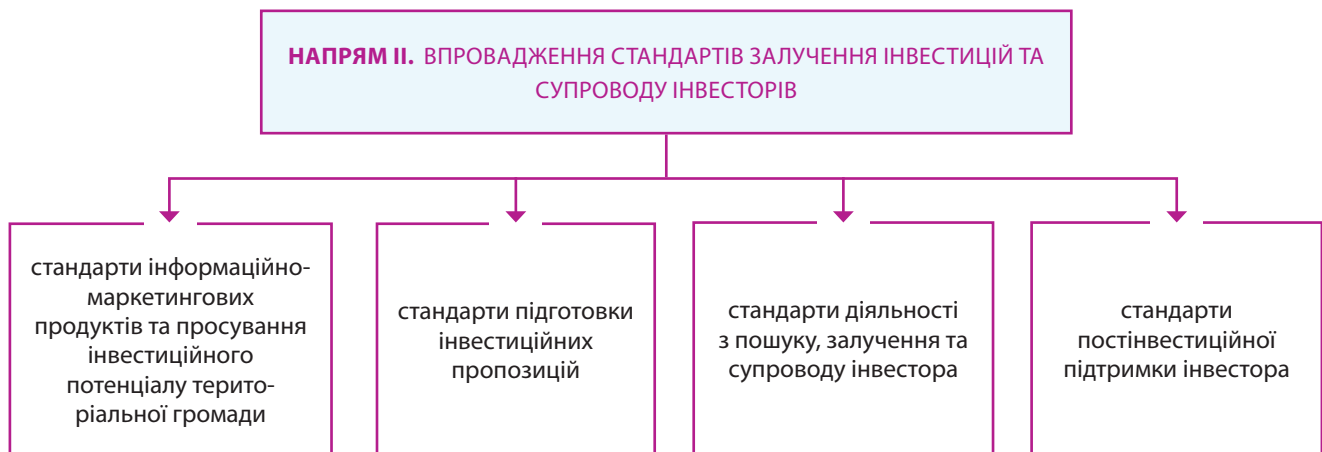 НАПРЯМ ІІ. ВПРОВАДЖЕННЯ СТАНДАРТІВ ЗАЛУЧЕННЯ ІНВЕСТИЦІЙ ТА
СУПРОВОДУ ІНВЕСТОРІВ
стандарти інформаційно-
маркетингових
продуктів та просування
інвестиційного
потенціалу терито-
ріальної громади
стандарти підготовки
інвестиційних
пропозицій
стандарти діяльності
з пошуку, залучення та
супроводу інвестора
стандарти
постінвестиційної
підтримки інвестора